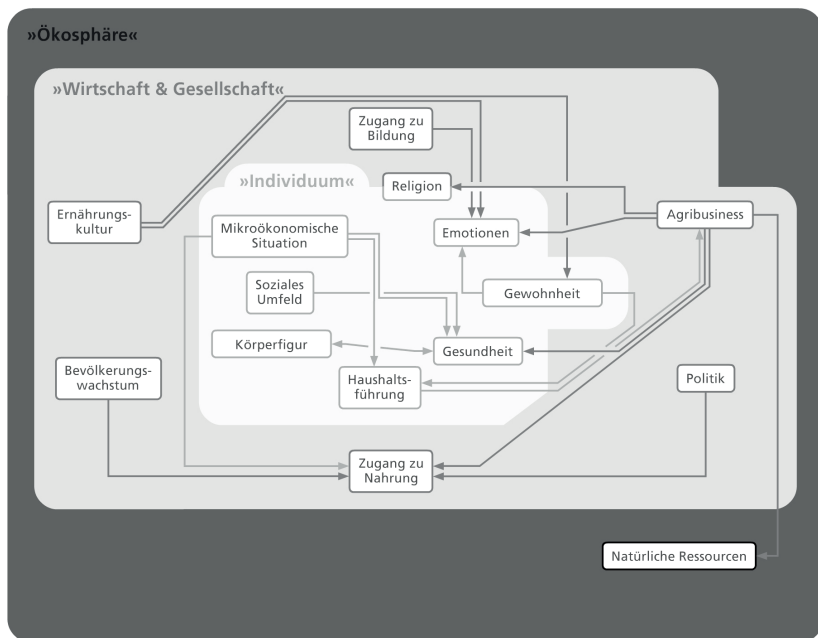 »Ökosphäre«
»Wirtschaft & Gesellschaft«
Zugang zu
Bildung
»Individuum«
Religion
Ernährungs-
kultur
Agribusiness
Mikroökonomische
Situation
Emotionen
Soziales
Umfeld
Gewohnheit
Körperfigur
Gesundheit
Bevölkerungs-
wachstum
Haushalts-
führung
Politik
Zugang zu
Nahrung
Natürliche Ressourcen